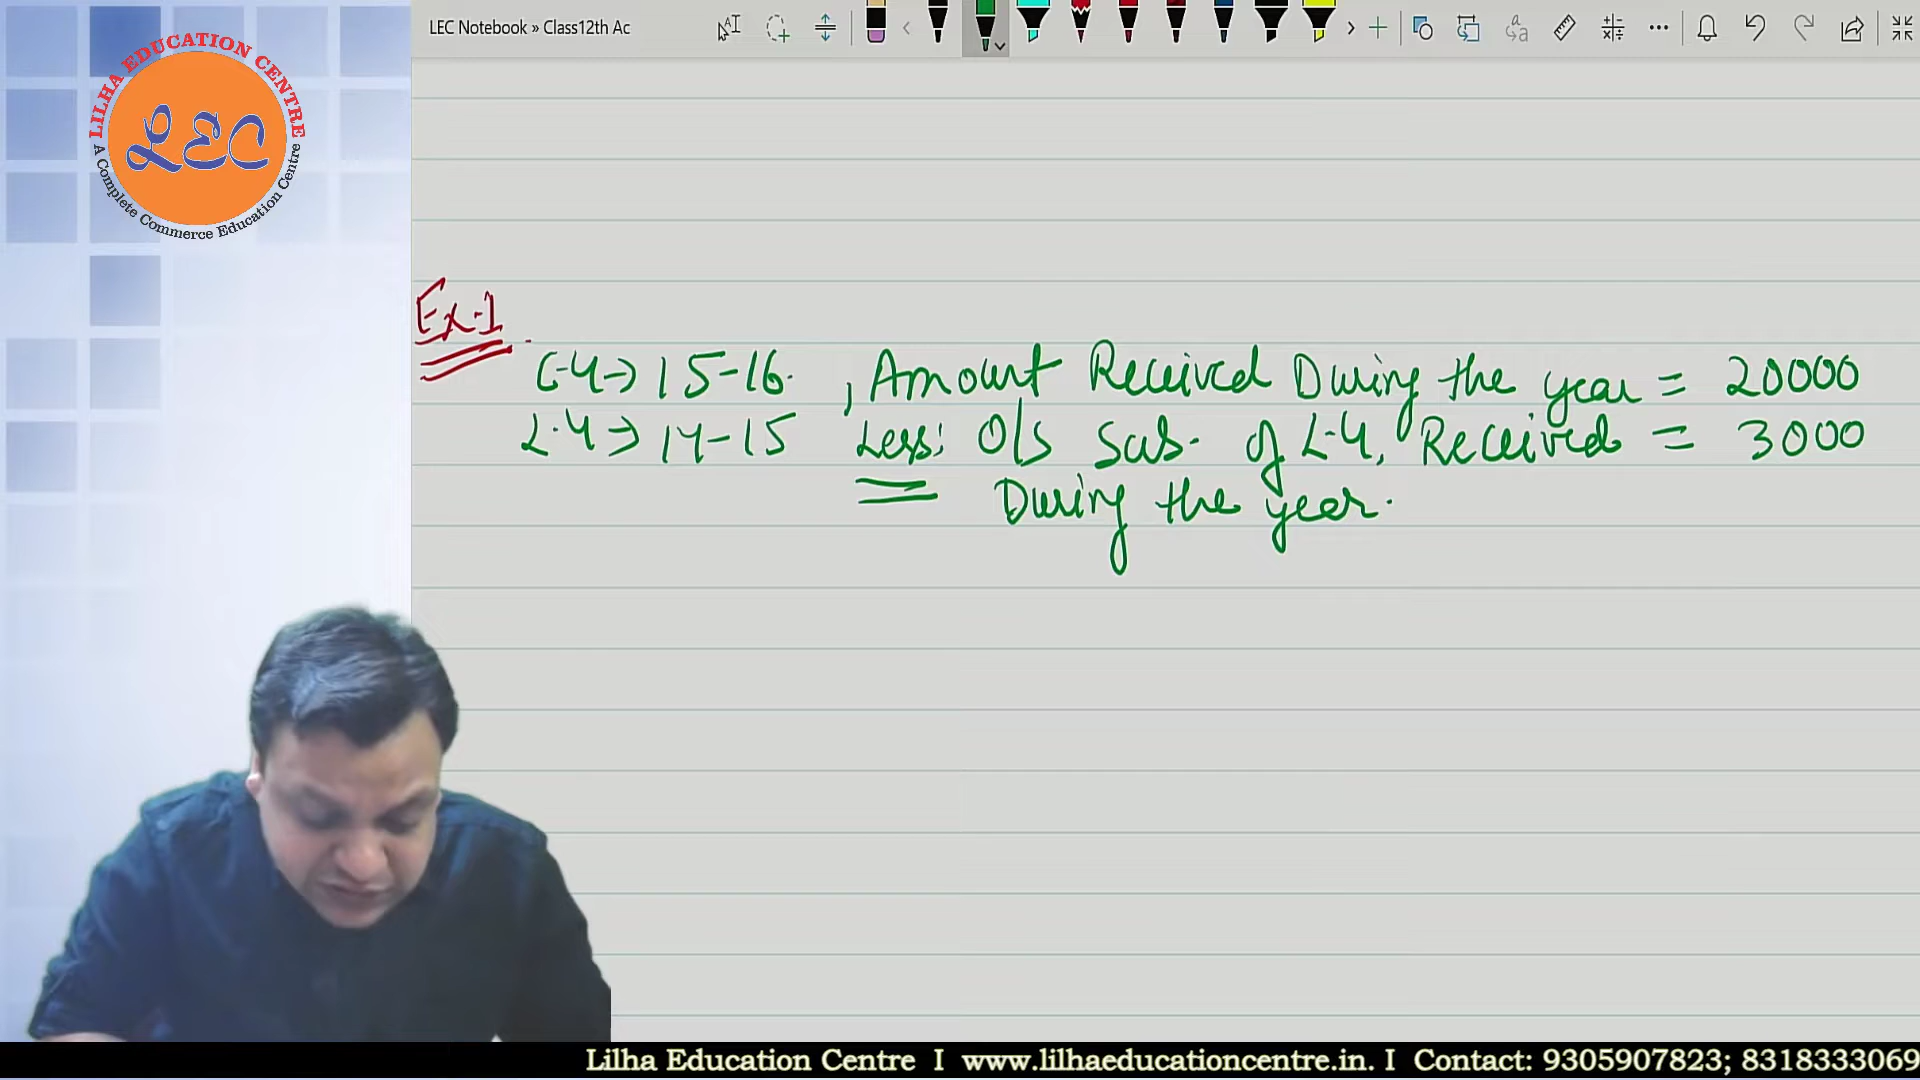 LEC Notebook » Class12th Ac
LILHA EDUCATION CENTRE
LEC
A Complete Commerce Education Centre
Ex-1
C-Y→ 15-16. , Amount Received During the year = 20000
L.Y→ 14-15 Less: O/s Sub. of L-Y, Received = 3000
During the year.
Lilha Education Centre I www.lilhaeducationcentre.in. I Contact: 9305907823; 8318333069